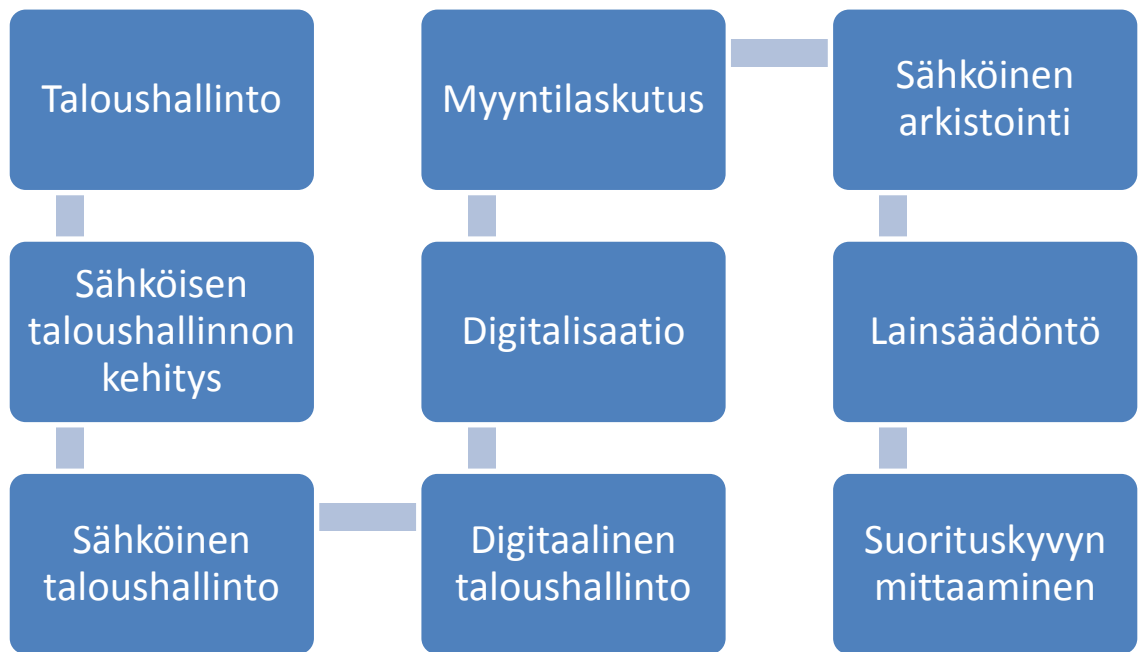 Taloushallinto
Sähköisen
taloushallinnon
kehitys
Sähköinen
taloushallinto
Digitaalinen
taloushallinto
Digitalisaatio
Myyntilaskutus
Sähköinen
arkistointi
Lainsäädöntö
Suorituskyvyn
mittaaminen